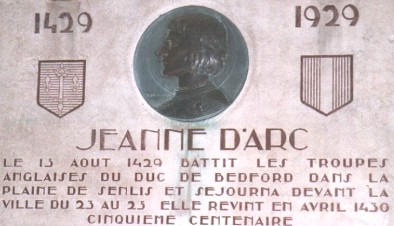 1429 1929
JEANNE D'ARC
LE 15 AOUT 1429 BATTIT LES TROUPES
ANGLAISES DU DUC DE BEDFORD DANS LA
PLAINE DE SENLIS ET SEJOURNA DEVANT LA
VILLE DU 23 AU 25 ELLE REVINT EN AVRIL 1430
CINQUIEME CENTENAIRE